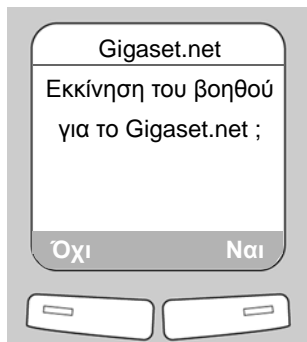 Gigaset.net
Εκκίνηση του βοηθού
για το Gigaset.net ;
Όχι Ναι